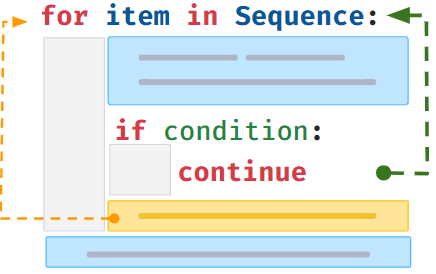 for item in Sequence:
if condition:
continue